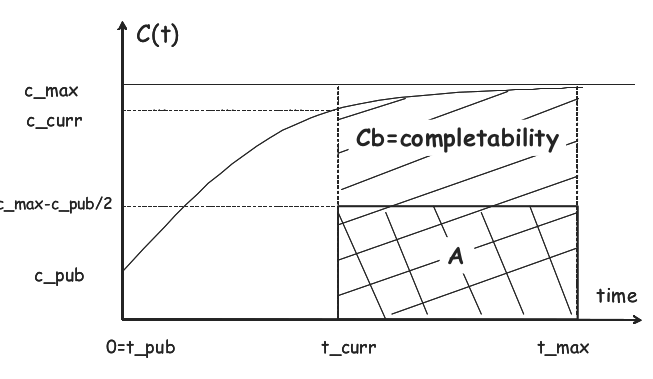 C(t)
c_max
c_curr
Cb=completability
c_max-c_pub/2
A
c_pub
time
0=t_pub
t_curr
t_max